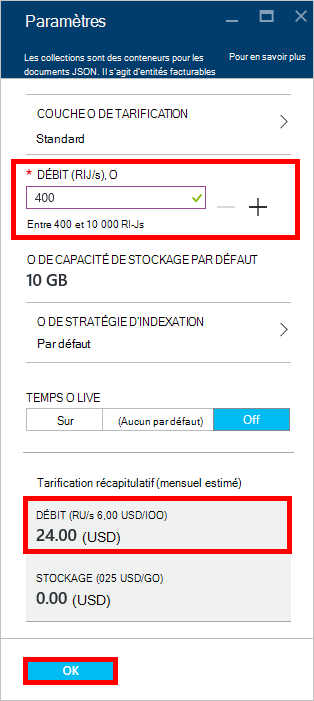 Paramètres
Les collections sont des conteneurs pour les
documents JSON. Il s'agit d'entités facturables
Pour en savoir plus
COUCHE O DE TARIFICATION
Standard
* DÉBIT (RIJ/s), O
400
Entre 400 et 10 000 RI-Js
O DE CAPACITÉ DE STOCKAGE PAR DÉFAUT
10 GB
O DE STRATÉGIE D'INDEXATION
Par défaut
TEMPS O LIVE
Sur (Aucun par défaut) Off
Tarification récapitulatif (mensuel estimé)
DÉBIT (RU/s 6,00 USD/IOO)
24.00 (USD)
STOCKAGE (025 USD/GO)
0.00 (USD)
OK